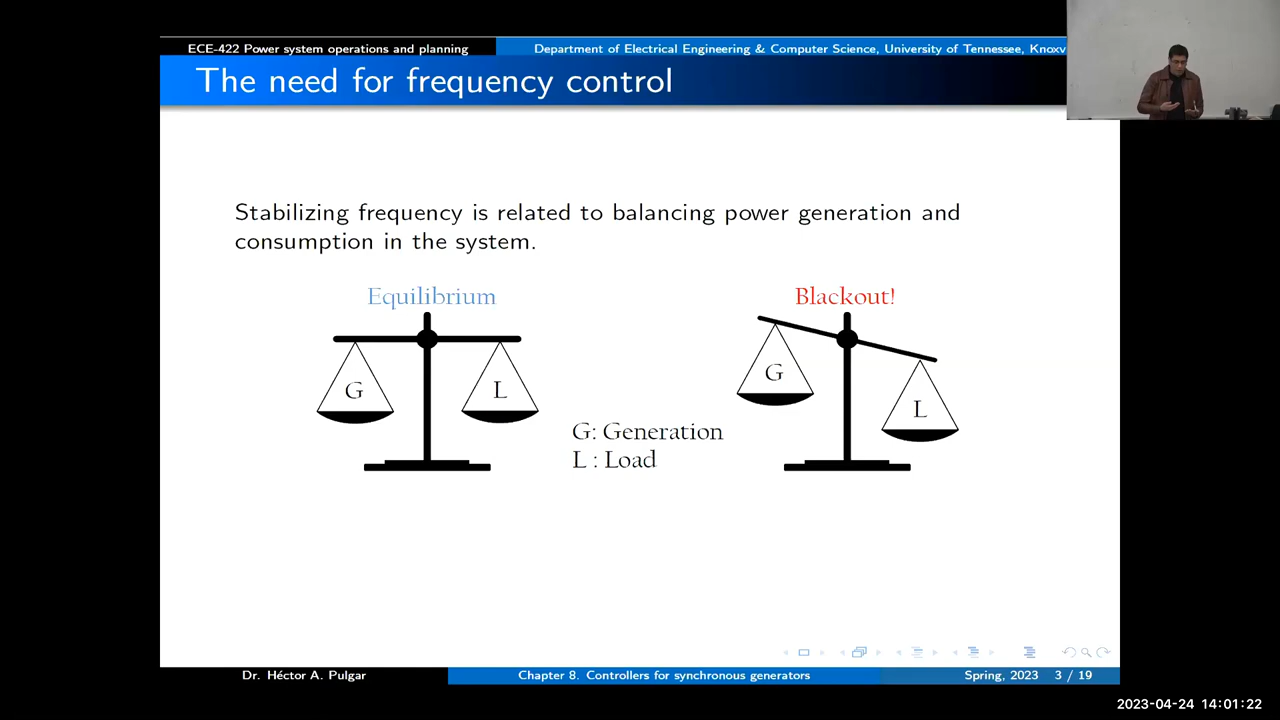 ECE-422 Power system operations and planning
Department of Electrical Engineering & Computer Science, University of Tennessee, Knoxv
The need for frequency control
Stabilizing frequency is related to balancing power generation and
consumption in the system.
Equilibrium
Blackout!
G
L
G
L
G: Generation
L : Load
Dr. Héctor A. Pulgar
Chapter 8. Controllers for synchronous generators
Spring, 2023
3 / 19
2023-04-24 14:01:22